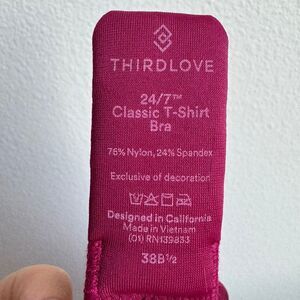 THIRDLOVE
24/7™
Classic T-Shirt
Bra
76% Nylon, 24% Spandex
Exclusive of decoration
Designed in California
Made in Vietnam
(01) RN139833
38B½